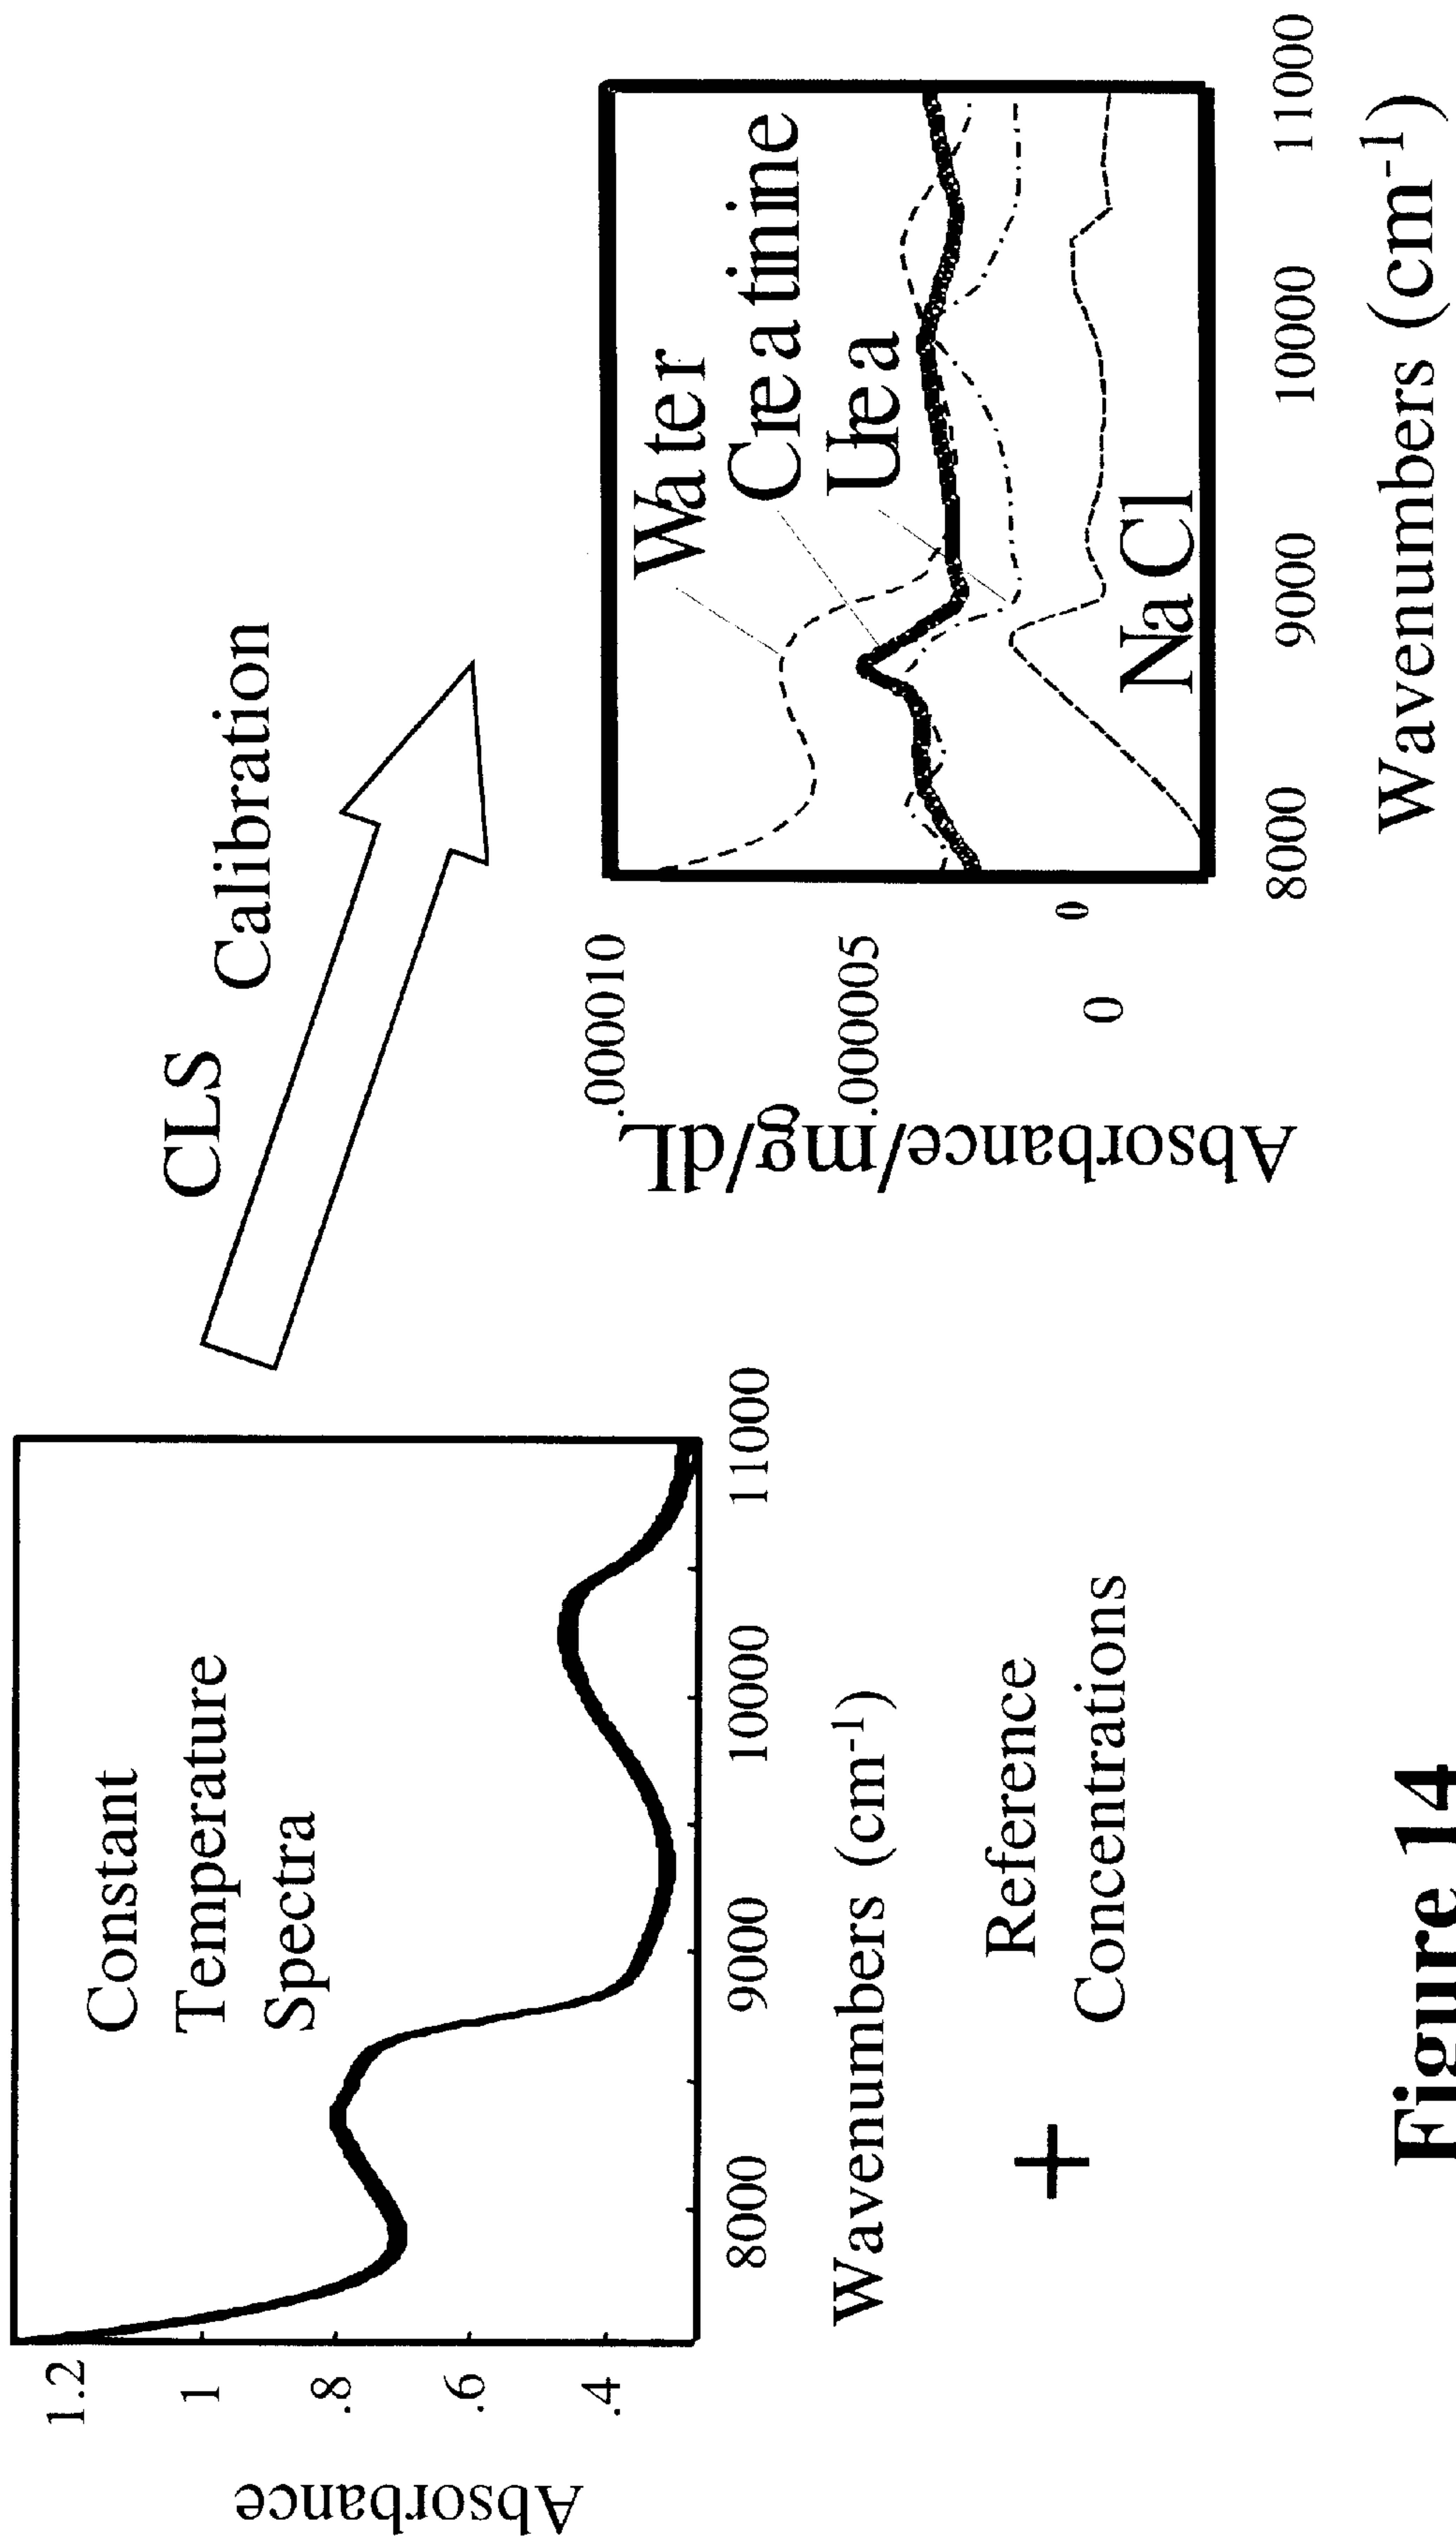 CLS Calibration
Constant
Temperature
Spectra
Absorbance
1.2
1
.8
.6
.4
8000 9000 10000 11000
Wavenumbers (cm-1)
+ Reference
Concentrations
Absorbance/mg/dL
.000010
.000005
0
0
Water
Creatinine
Urea
NaCl
8000 9000 10000 11000
Wavenumbers (cm-1)
Figure 14